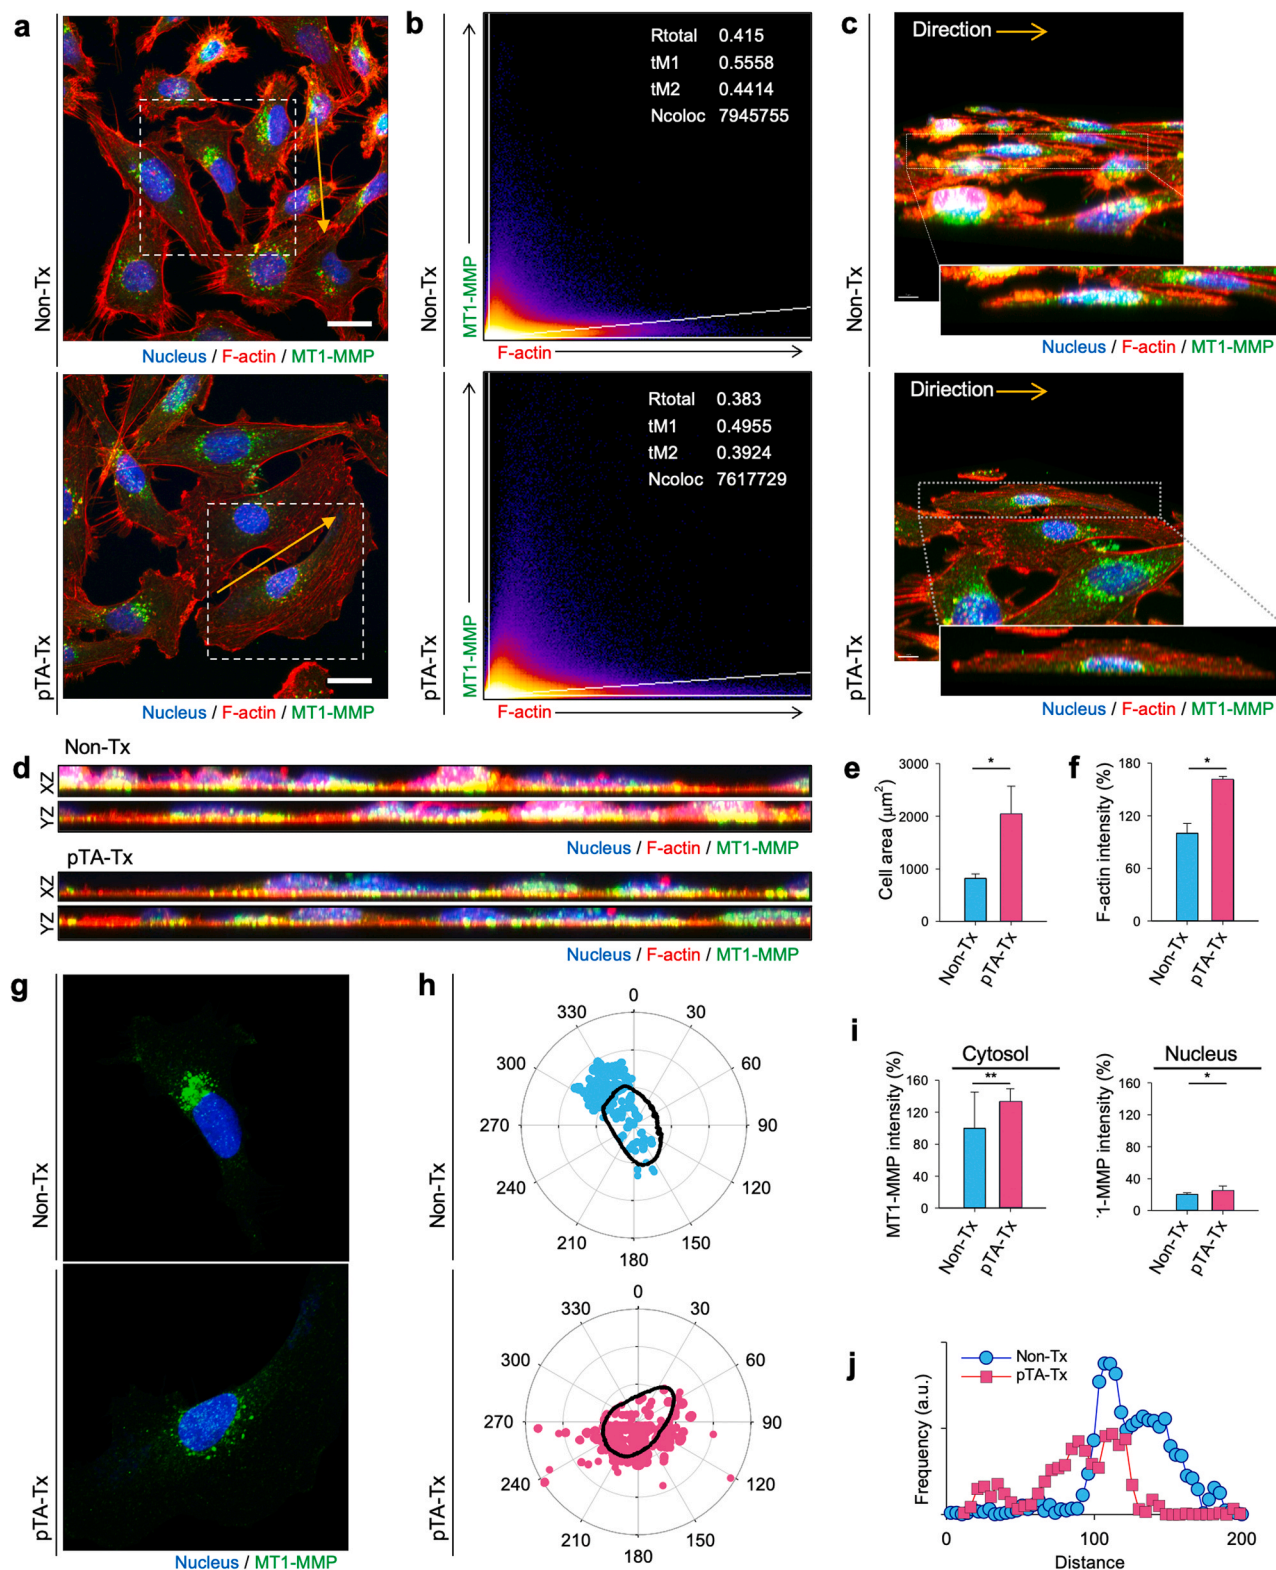 a
Non-Tx
Nucleus / F-actin / MT1-MMP
pTA-Tx
Nucleus / F-actin / MT1-MMP
b
Non-Tx
MT1-MMP
Rtotal 0.415
tM1 0.5558
tM2 0.4414
Ncoloc 7945755
F-actin
pTA-Tx
MT1-MMP
Rtotal 0.383
tM1 0.4955
tM2 0.3924
Ncoloc 7617729
F-actin
c
Non-Tx
Direction
Nucleus / F-actin / MT1-MMP
pTA-Tx
Diriection
Nucleus / F-actin / MT1-MMP
d
Non-Tx
XZ
YZ
Nucleus / F-actin / MT1-MMP
pTA-Tx
XZ
YZ
Nucleus / F-actin / MT1-MMP
e
Cell area (μm²)
3000
2000
1000
0
*
Non-Tx
pTA-Tx
f
F-actin intensity (%)
180
120
60
0
*
Non-Tx
pTA-Tx
g
Non-Tx
pTA-Tx
Nucleus / MT1-MMP
h
Non-Tx
0
30
60
90
120
150
180
210
240
270
300
330
pTA-Tx
0
30
60
90
120
150
180
210
240
270
300
330
i
Cytosol
MT1-MMP intensity (%)
160
120
80
40
0
**
Non-Tx
pTA-Tx
Nucleus
1-MMP intensity (%)
160
120
80
40
0
*
Non-Tx
pTA-Tx
j
Non-Tx
pTA-Tx
Frequency (a.u.)
0 100 200
Distance